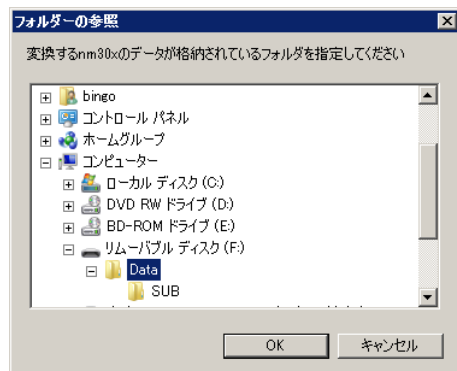 フォルダーの参照
変換するnm30xのデータが格納されているフォルダを指定してください
bingo
コントロール パネル
ホームグループ
コンピューター
ローカル ディスク (C:)
DVD RW ドライブ (D:)
BD-ROM ドライブ (E:)
リムーバブル ディスク (F:)
Data
SUB
OK キャンセル